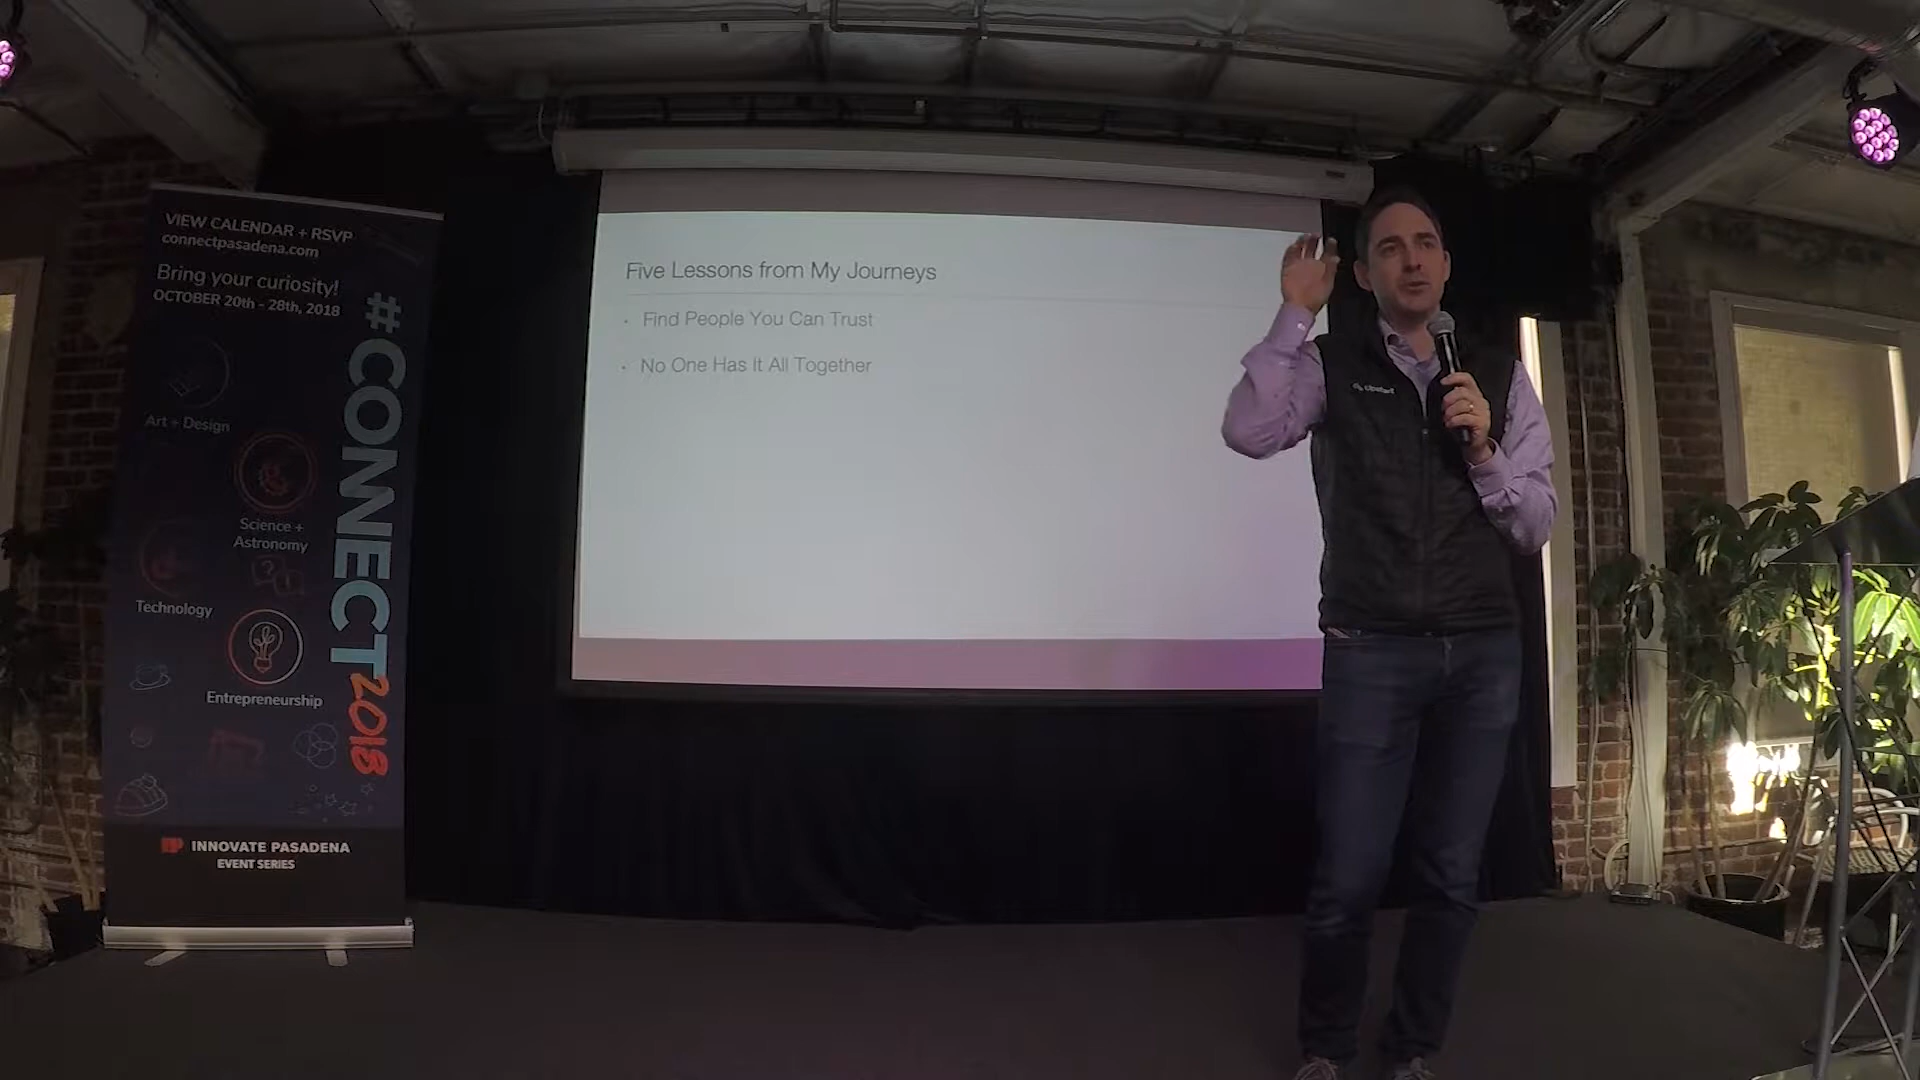 VIEW CALENDAR + RSVP
connectpasadena.com
Bring your curiosity!
OCTOBER 20th - 28th, 2018
#CONNECT2018
Art + Design
Science +
Astronomy
Technology
Entrepreneurship
INNOVATE PASADENA
EVENT SERIES
Five Lessons from My Journeys
• Find People You Can Trust
• No One Has It All Together
Upstart